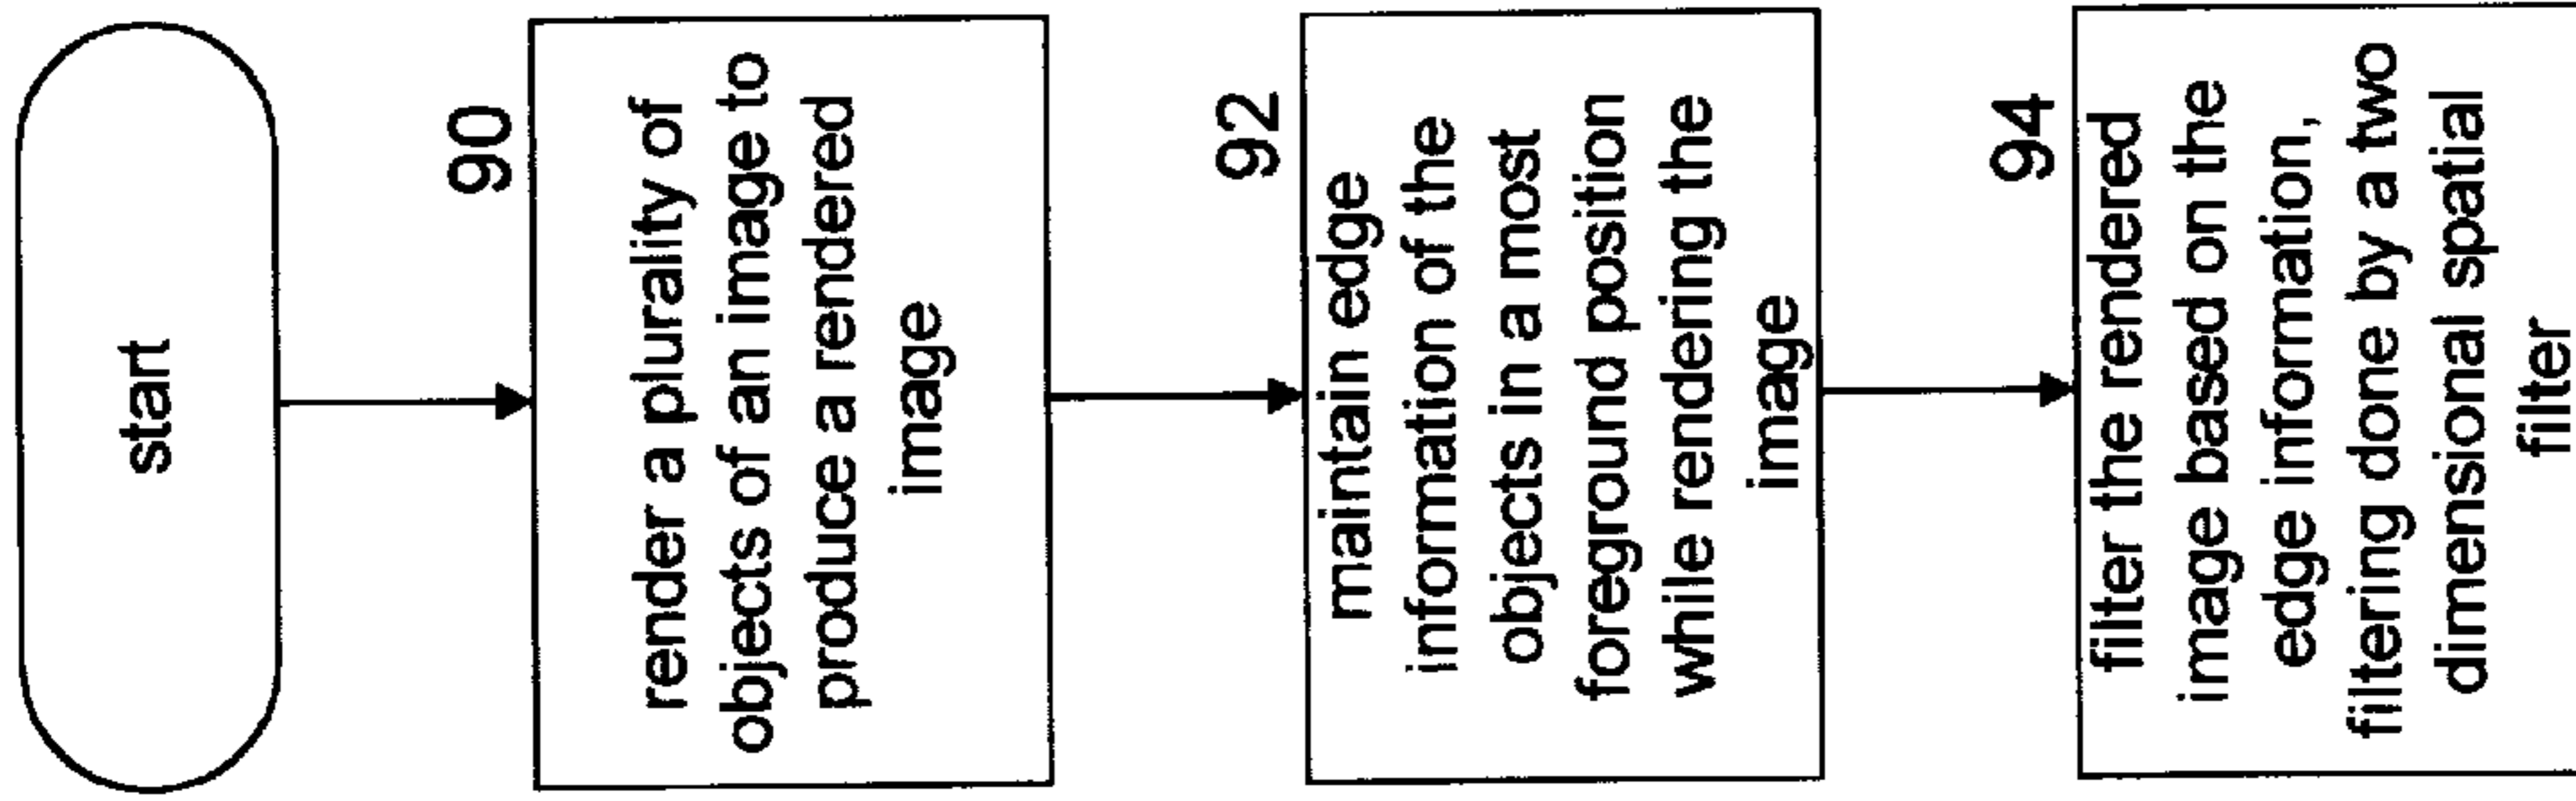 start
90
render a plurality of
objects of an image to
produce a rendered
image
92
maintain edge
information of the
objects in a most
foreground position
while rendering the
image
94
filter the rendered
image based on the
edge information,
filtering done by a two
dimensional spatial
filter